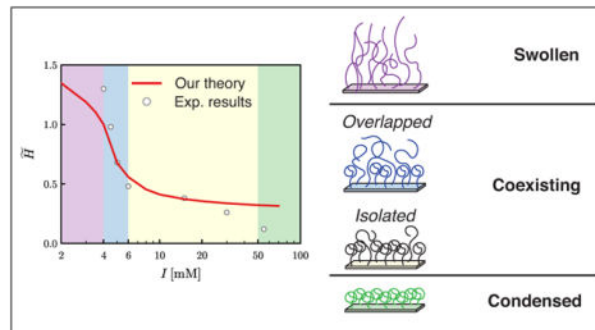 1.5
1.0
0.5
0.0
H̃
2
4
6
10
20
50
100
I [mM]
Our theory
Exp. results
Swollen
Overlapped
Coexisting
Isolated
Condensed